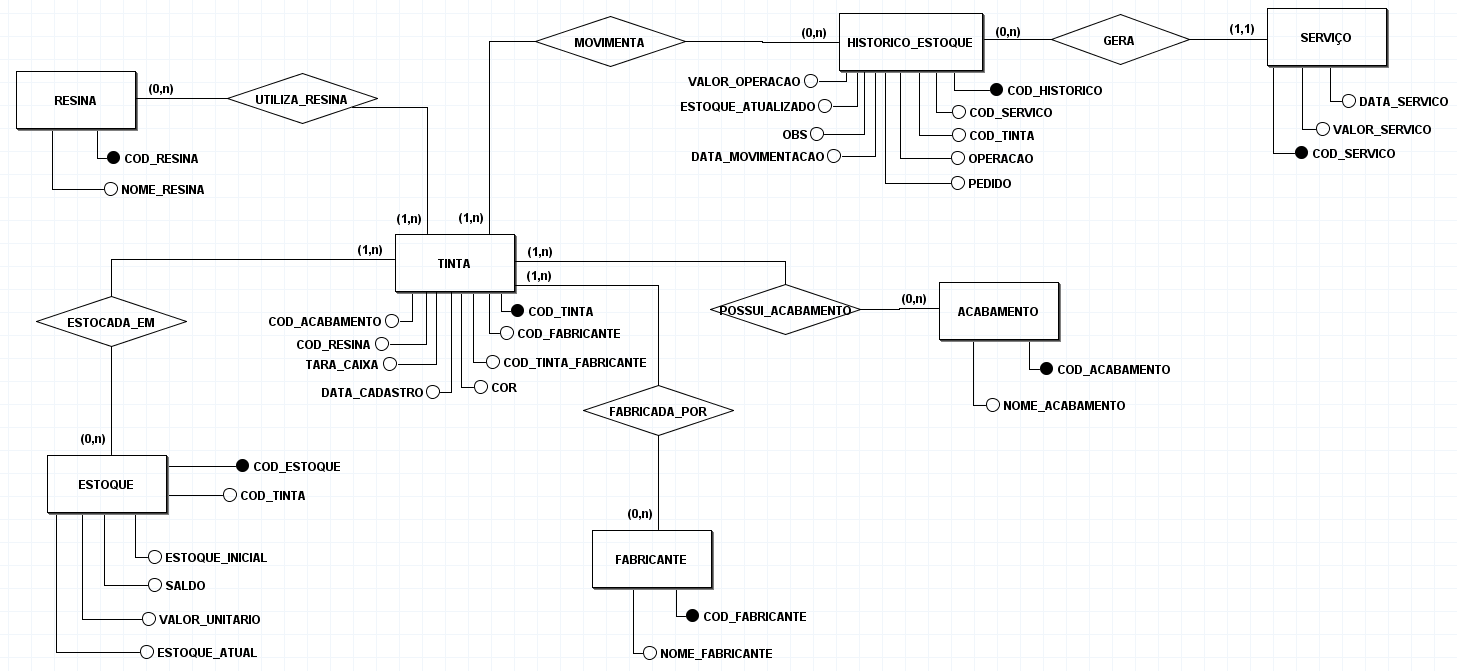 MOVIMENTA
(0,n)
HISTORICO_ESTOQUE
(0,n)
GERA
(1,1)
SERVIÇO
RESINA
(0,n)
UTILIZA_RESINA
VALOR_OPERACAO
ESTOQUE_ATUALIZADO
OBS
DATA_MOVIMENTACAO
COD_HISTORICO
COD_SERVICO
COD_TINTA
OPERACAO
PEDIDO
DATA_SERVICO
VALOR_SERVICO
COD_SERVICO
COD_RESINA
NOME_RESINA
(1,n)
(1,n)
(1,n)
TINTA
(1,n)
(1,n)
ESTOCADA_EM
COD_ACABAMENTO
COD_RESINA
TARA_CAIXA
DATA_CADASTRO
COD_TINTA
COD_FABRICANTE
COD_TINTA_FABRICANTE
COR
POSSUI_ACABAMENTO
(0,n)
ACABAMENTO
COD_ACABAMENTO
NOME_ACABAMENTO
FABRICADA_POR
(0,n)
ESTOQUE
COD_ESTOQUE
COD_TINTA
ESTOQUE_INICIAL
SALDO
VALOR_UNITARIO
ESTOQUE_ATUAL
(0,n)
FABRICANTE
COD_FABRICANTE
NOME_FABRICANTE